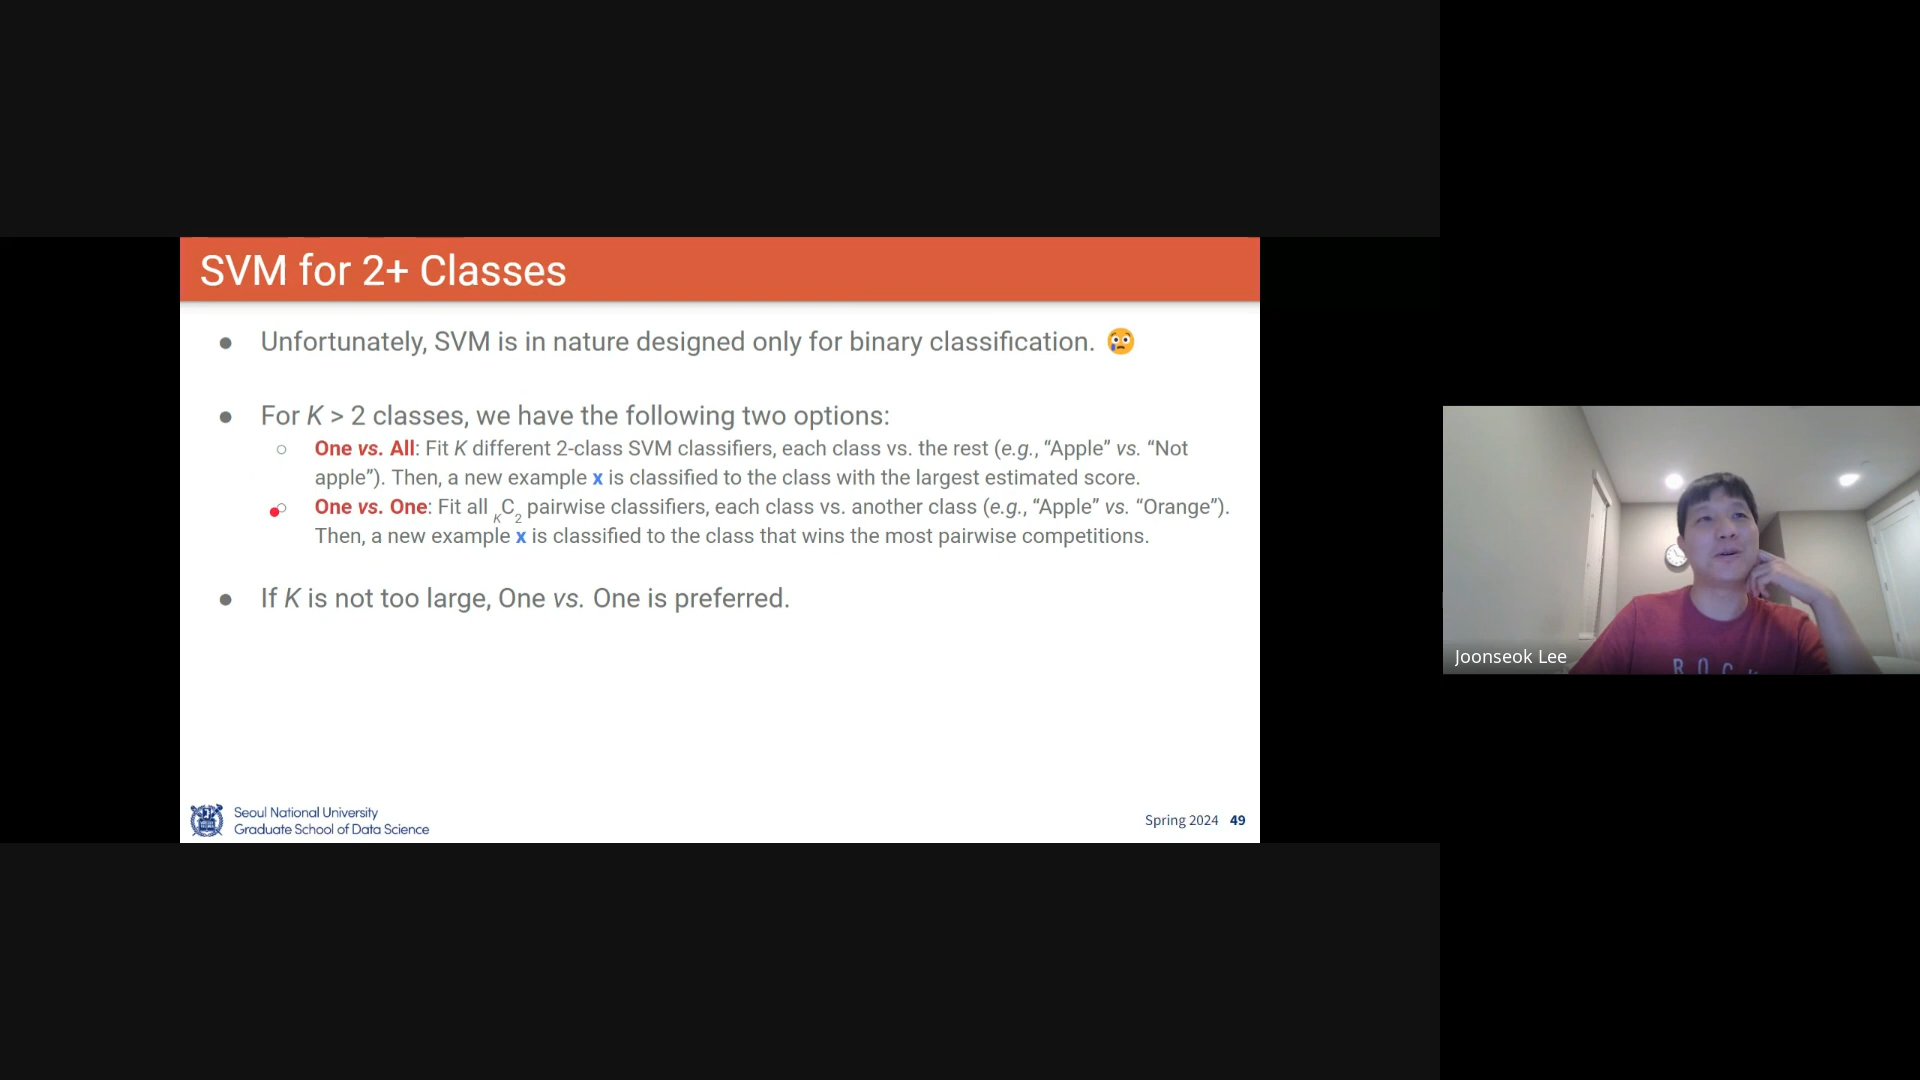 SVM for 2+ Classes
● Unfortunately, SVM is in nature designed only for binary classification. 😢
● For K > 2 classes, we have the following two options:
○ One vs. All: Fit K different 2-class SVM classifiers, each class vs. the rest (e.g., “Apple” vs. “Not
apple”). Then, a new example x is classified to the class with the largest estimated score.
○ One vs. One: Fit all KC2 pairwise classifiers, each class vs. another class (e.g., “Apple” vs. “Orange”).
Then, a new example x is classified to the class that wins the most pairwise competitions.
● If K is not too large, One vs. One is preferred.
Seoul National University
Graduate School of Data Science
Spring 2024 49
Joonseok Lee